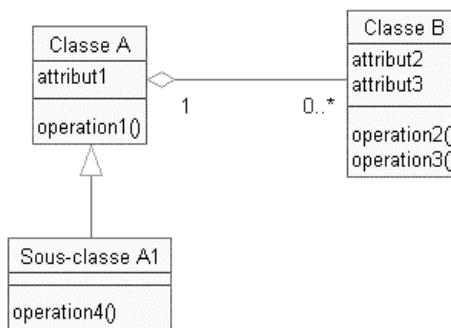 Classe A
attribut1
operation1()
1
0..*
Classe B
attribut2
attribut3
operation2()
operation3()
Sous-classe A1
operation4()